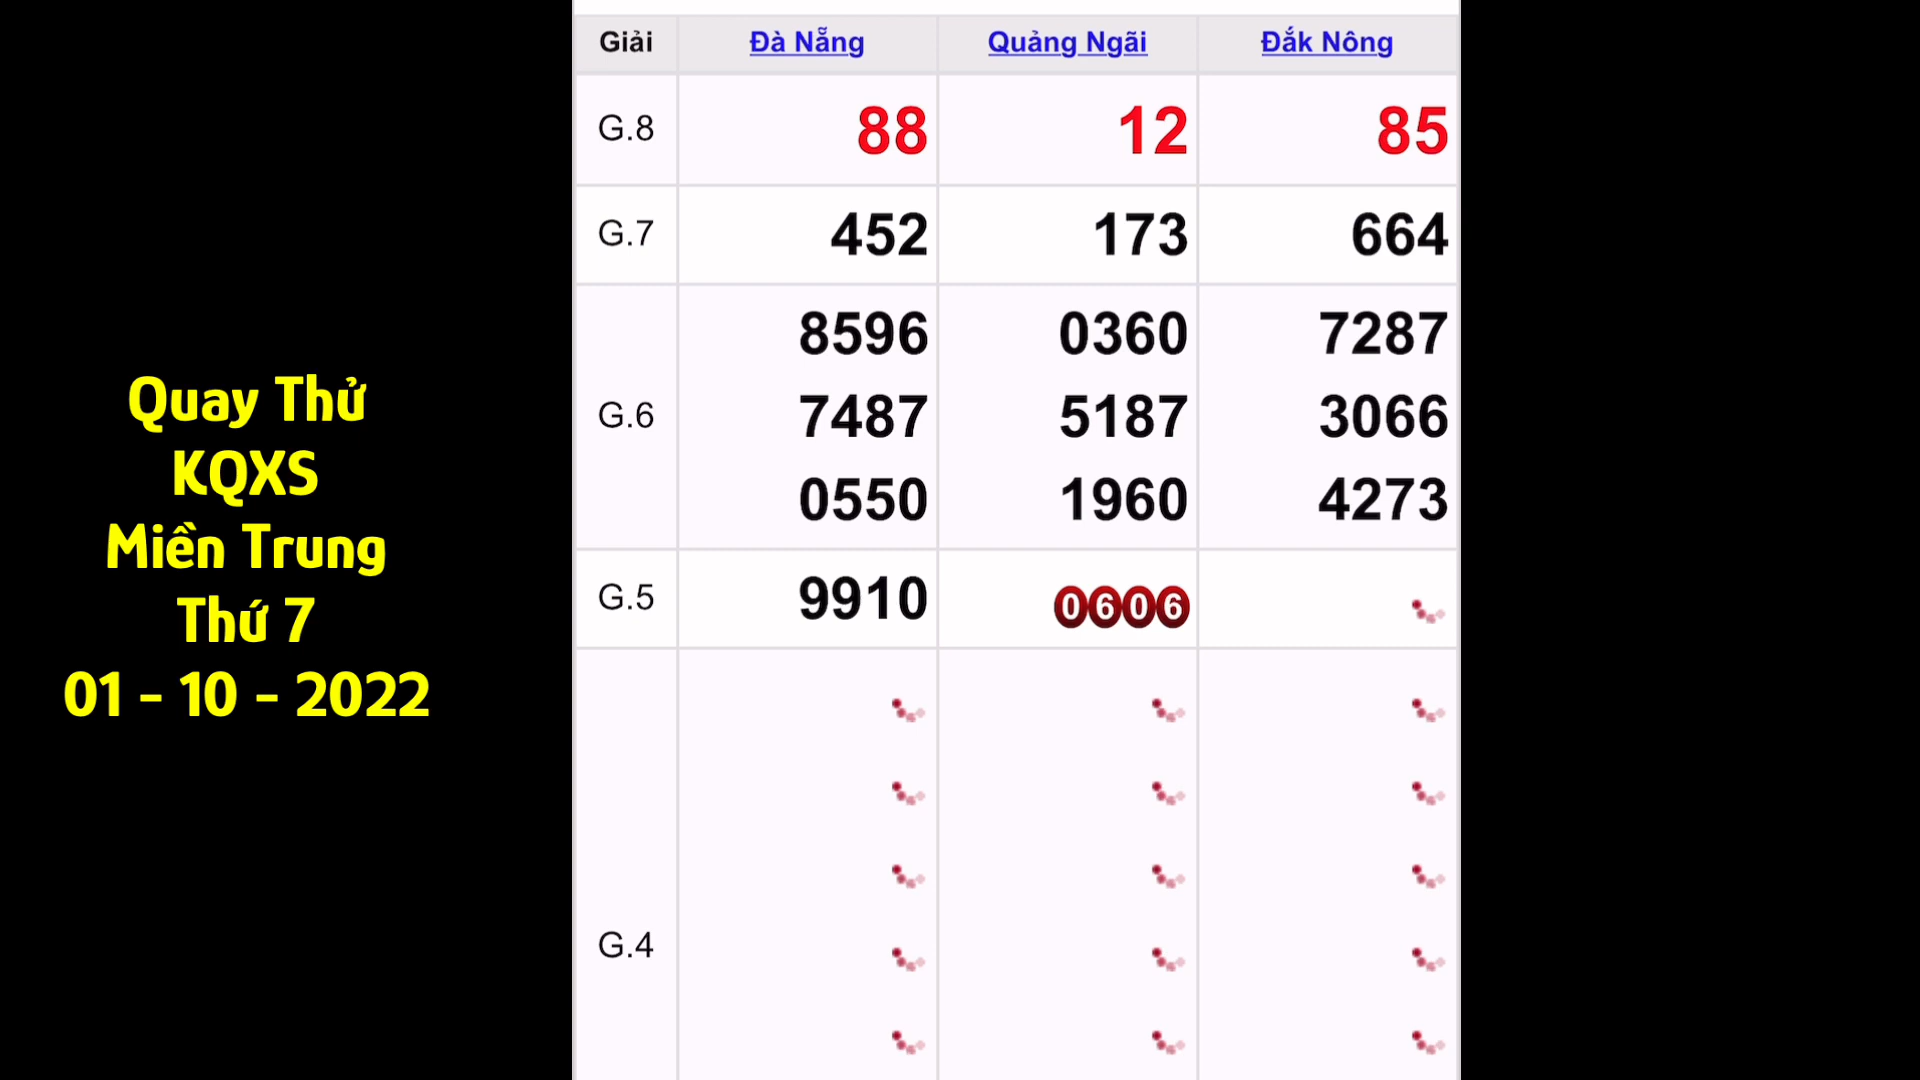 Quay Thử
KQXS
Miền Trung
Thứ 7
01 - 10 - 2022
Giải Đà Nẵng Quảng Ngãi Đắk Nông
G.8 88 12 85
G.7 452 173 664
8596 0360 7287
G.6 7487 5187 3066
0550 1960 4273
G.5 9910 0606
G.4